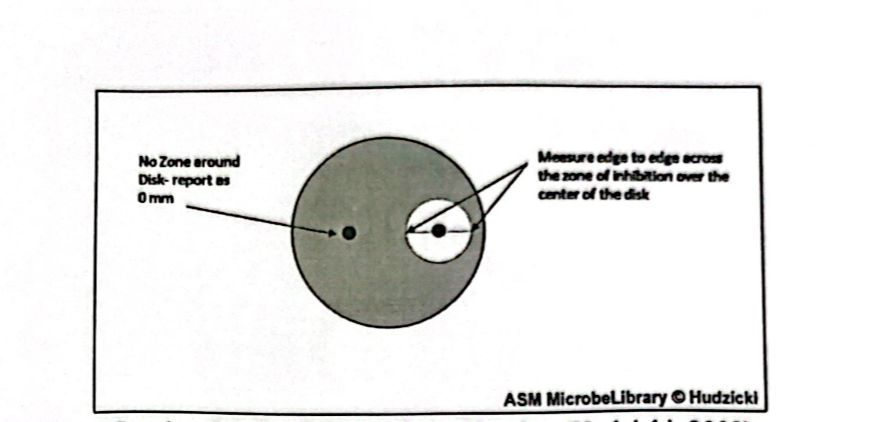 No Zone around
Disk- report as
0 mm
Measure edge to edge across
the zone of inhibition over the
center of the disk
ASM MicrobeLibrary © Hudzicki